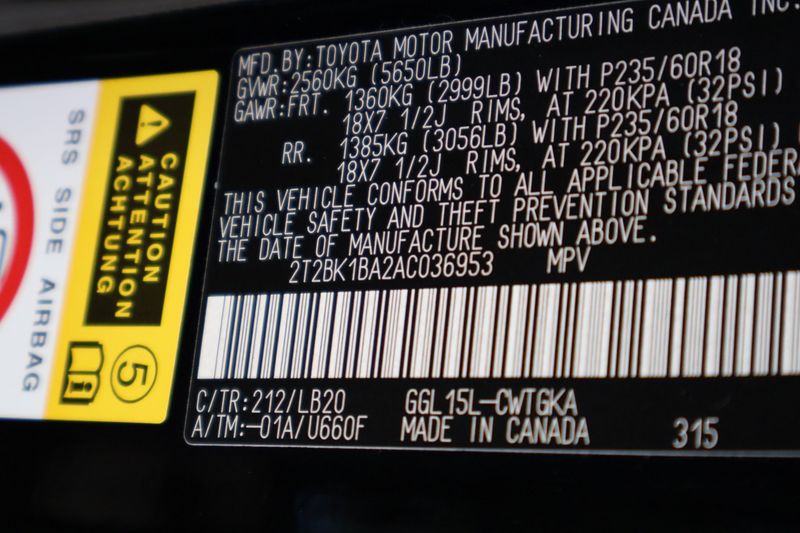 MFD. BY: TOYOTA MOTOR MANUFACTURING CANADA INC.
GVWR: 2560KG (5650LB)
GAWR: FRT. 1360KG (2999LB) WITH P235/60R18
18X7 1/2J RIMS, AT 220KPA (32PSI)
RR. 1385KG (3056LB) WITH P235/60R18
18X7 1/2J RIMS, AT 220KPA (32PSI)
THIS VEHICLE CONFORMS TO ALL APPLICABLE FEDER
VEHICLE SAFETY AND THEFT PREVENTION STANDARDS
THE DATE OF MANUFACTURE SHOWN ABOVE.
2T2BK1BA2AC036953 MPV
C/TR: 212/LB20 GGL15L-CWTGKA
A/TM:-01A/U660F MADE IN CANADA 315
SRS SIDE AIRBAG
CAUTION
ATTENTION
ACHTUNG
5